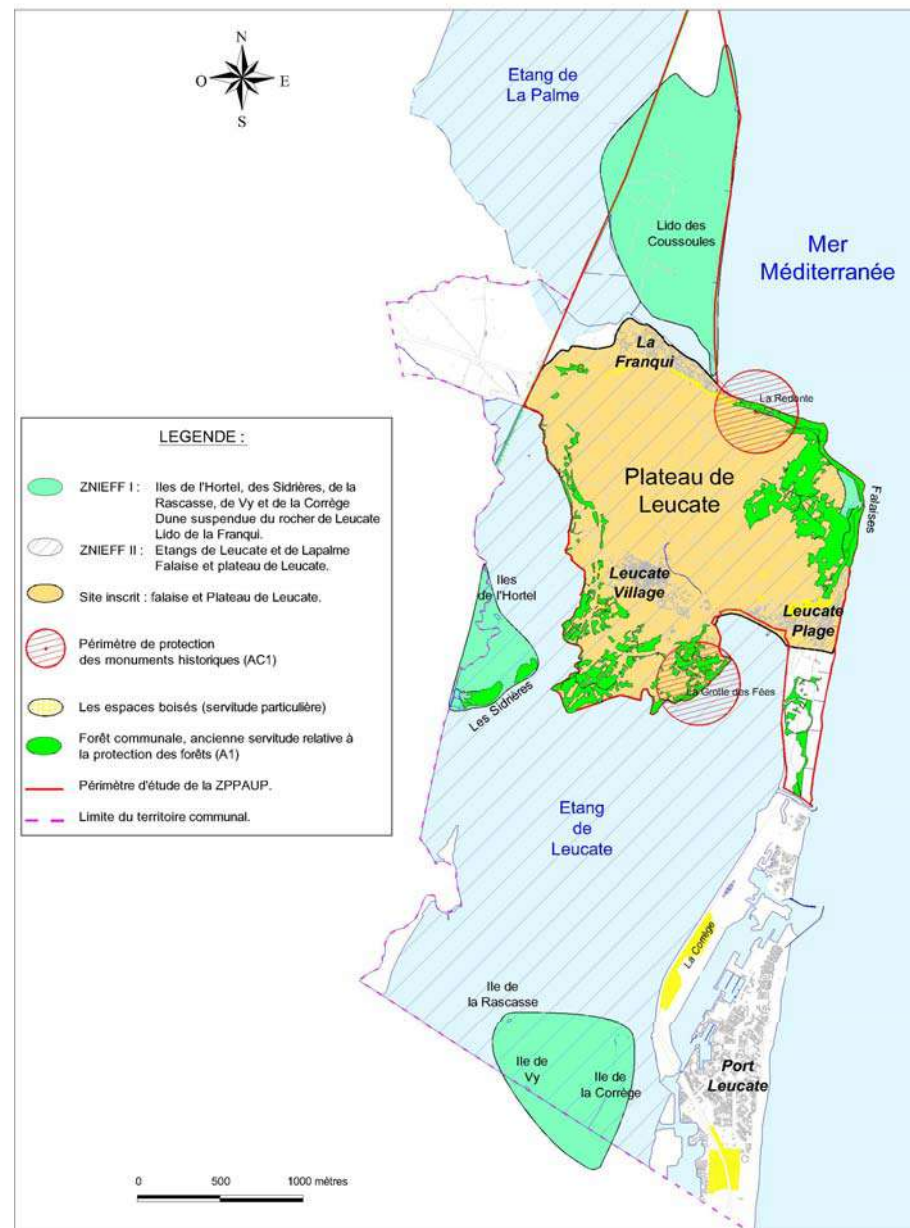 N
O
E
S
Etang de
La Palme
Lido des
Coussoules
Mer
Méditerranée
La
Franqui
La Redonte
LEGENDE :
ZNIEFF I : Iles de l'Hortel, des Sidrières, de la
Rascasse, de Vy et de la Corrège
Dune suspendue du rocher de Leucate
Lido de la Franqui.
ZNIEFF II : Etangs de Leucate et de Lapalme
Falaise et plateau de Leucate.
Site inscrit : falaise et Plateau de Leucate.
Périmètre de protection
des monuments historiques (AC1)
Les espaces boisés (servitude particulière)
Forêt communale, ancienne servitude relative à
la protection des forêts (A1)
Périmètre d'étude de la ZPPAUP.
Limite du territoire communal.
Plateau de
Leucate
Falaises
Iles
de l'Hortel
Leucate
Village
Leucate
Plage
Les Sidrières
La Grotte des Fées
Etang
de
Leucate
La Corrège
Ile de
la Rascasse
Ile de
Vy
Ile de
la Corrège
Port
Leucate
0 500 1000 mètres